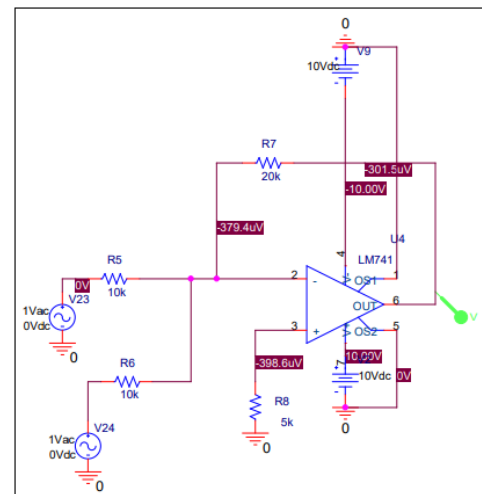 0
V9
10Vdc
+
-
R7
20k
-301.5uV
-10.00V
-379.4uV
U4
4
LM741
R5
10k
0V
V23
1Vac
0Vdc
0
2
-
V-
OS1
1
OUT
6
V
3
+
V+
OS2
5
R6
10k
-398.6uV
7
10.00V
0V
+
10Vdc
-
R8
5k
0
0
V24
1Vac
0Vdc
0